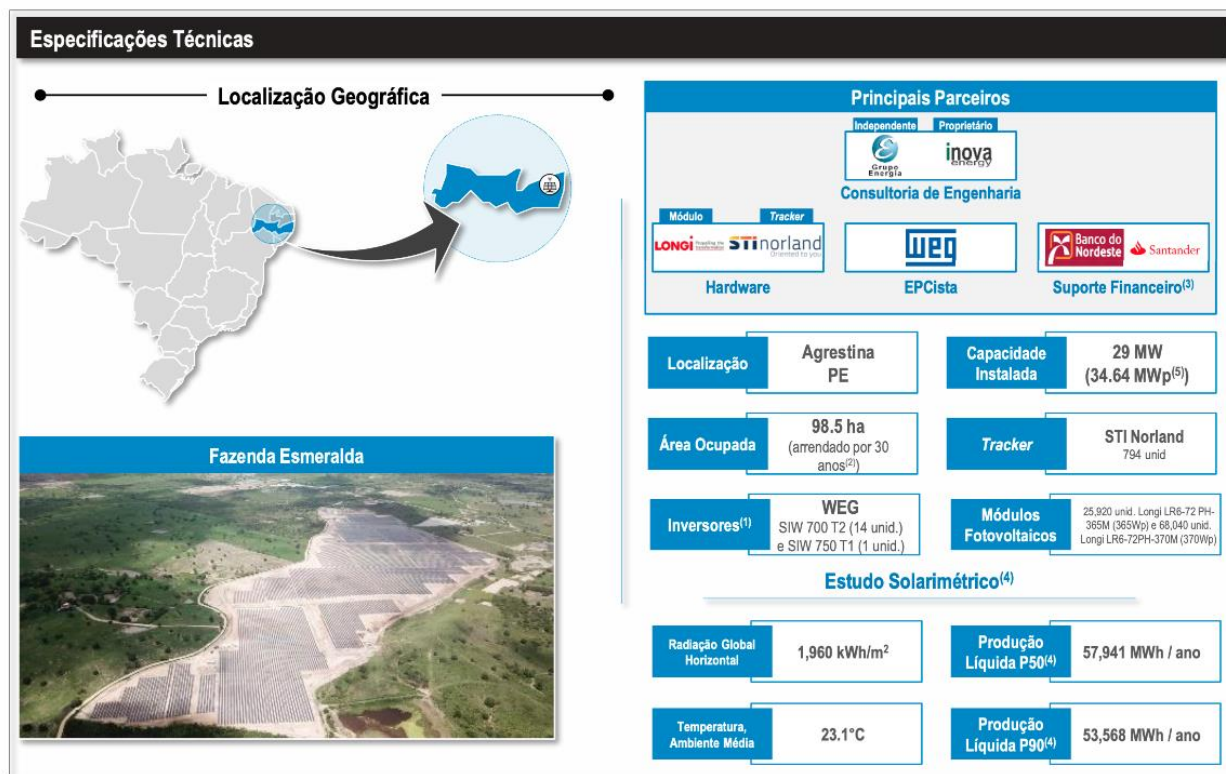 Especificações Técnicas
Localização Geográfica
Fazenda Esmeralda
Principais Parceiros
Independente
Proprietário
Grupo
Energia
inova
energy
Consultoria de Engenharia
Módulo
Tracker
LONGi
STi norland
Oriented to you
Hardware
WEG
EPCista
Banco do
Nordeste
Santander
Suporte Financeiro(3)
Localização
Agrestina
PE
Capacidade
Instalada
29 MW
(34.64 MWp(5))
Área Ocupada
98.5 ha
(arrendado por 30
anos(2))
Tracker
STI Norland
794 unid
Inversores(1)
WEG
SIW 700 T2 (14 unid.)
e SIW 750 T1 (1 unid.)
Módulos
Fotovoltaicos
25,920 unid. Longi LR6-72 PH-
365M (365Wp) e 68,040 unid.
Longi LR6-72PH-370M (370Wp)
Estudo Solarimétrico(4)
Radiação Global
Horizontal
1,960 kWh/m2
Produção
Líquida P50(4)
57,941 MWh / ano
Temperatura,
Ambiente Média
23.1°C
Produção
Líquida P90(4)
53,568 MWh / ano